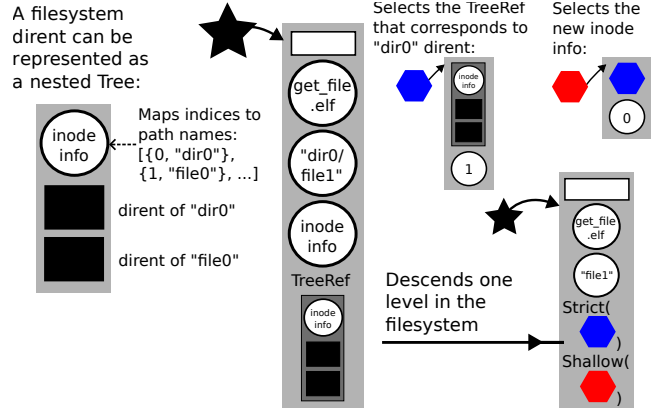 A filesystem
dirent can be
represented as
a nested Tree:
inode
info
Maps indices to
path names:
[{0, "dir0"},
{1, "file0"}, ...]
dirent of "dir0"
dirent of "file0"
get_file
.elf
"dir0/
file1"
inode
info
TreeRef
inode
info
Selects the TreeRef
that corresponds to
"dir0" dirent:
inode
info
1
Selects the
new inode
info:
0
Descends one
level in the
filesystem
get_file
.elf
"file1"
Strict(
)
Shallow(
)